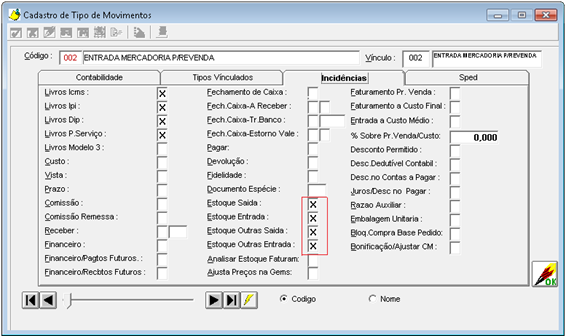 Cadastro de Tipo de Movimentos
Código : 002 ENTRADA MERCADORIA P/REVENDA Vínculo : 002 ENTRADA MERCADORIA P/REVENDA
Contabilidade Tipos Vinculados Incidências Sped
Livros Icms : X
Livros Ipi : X
Livros Dip : X
Livros P.Serviço : X
Livros Modelo 3 :
Custo :
Vista :
Prazo :
Comissão :
Comissão Remessa :
Receber :
Financeiro :
Financeiro/Pagtos Futuros. :
Financeiro/Recbtos Futuros :
Fechamento de Caixa :
Fech.Caixa-A Receber :
Fech.Caixa-Tr.Banco :
Fech.Caixa-Estorno Vale :
Pagar:
Devolução :
Fidelidade :
Documento Espécie :
Estoque Saida : X
Estoque Entrada : X
Estoque Outras Saida : X
Estoque Outras Entrada : X
Analisar Estoque Faturam:
Ajusta Preços na Gems:
Faturamento Pr. Venda :
Faturamento a Custo Final :
Entrada a Custo Médio :
% Sobre Pr.Venda/Custo: 0,000
Desconto Permitido :
Desc.Dedutível Contabil :
Desc.no Contas a Pagar :
Juros/Desc no Pagar :
Razao Auxiliar :
Embalagem Unitaria :
Bloq.Compra Base Pedido:
Bonificação/Ajustar CM :
OK
Codigo Nome